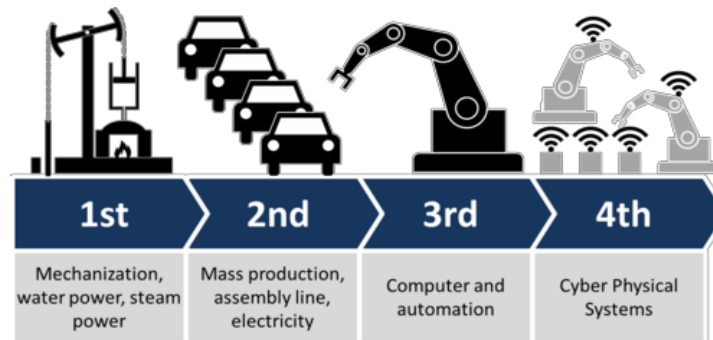 1st
2nd
3rd
4th
Mechanization,
water power, steam
power
Mass production,
assembly line,
electricity
Computer and
automation
Cyber Physical
Systems